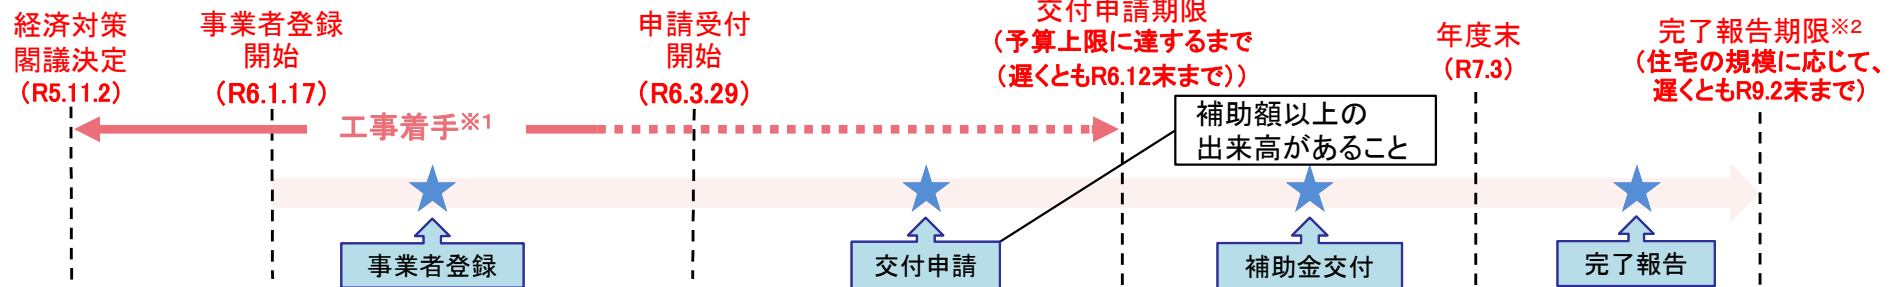 経済対策
閣議決定
（R5.11.2）
事業者登録
開始
（R6.1.17）
申請受付
開始
（R6.3.29）
交付申請期限
（予算上限に達するまで
（遅くともR6.12末まで））
年度末
（R7.3）
完了報告期限※2
（住宅の規模に応じて、
遅くともR9.2末まで）
工事着手※1
補助額以上の
出来高があること
事業者登録
交付申請
補助金交付
完了報告